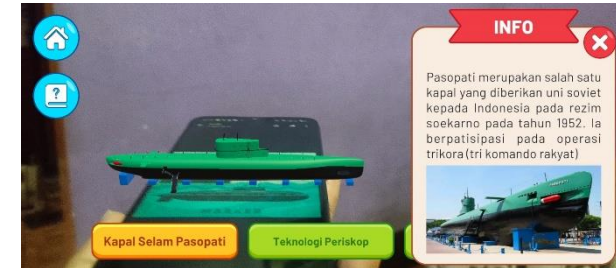 INFO
Pasopati merupakan salah satu
kapal yang diberikan uni soviet
kepada Indonesia pada rezim
soekarno pada tahun 1952. Ia
berpatisipasi pada operasi
trikora (tri komando rakyat)
Kapal Selam Pasopati
Teknologi Periskop